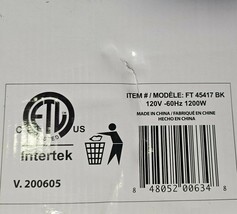 ITEM # / MODÈLE: FT 45417 BK
120V -60Hz 1200W
MADE IN CHINA / FABRIQUÉ EN CHINE
HECHO EN CHINA
ETL
C US
Intertek
V. 200605
8 48052 00634 8